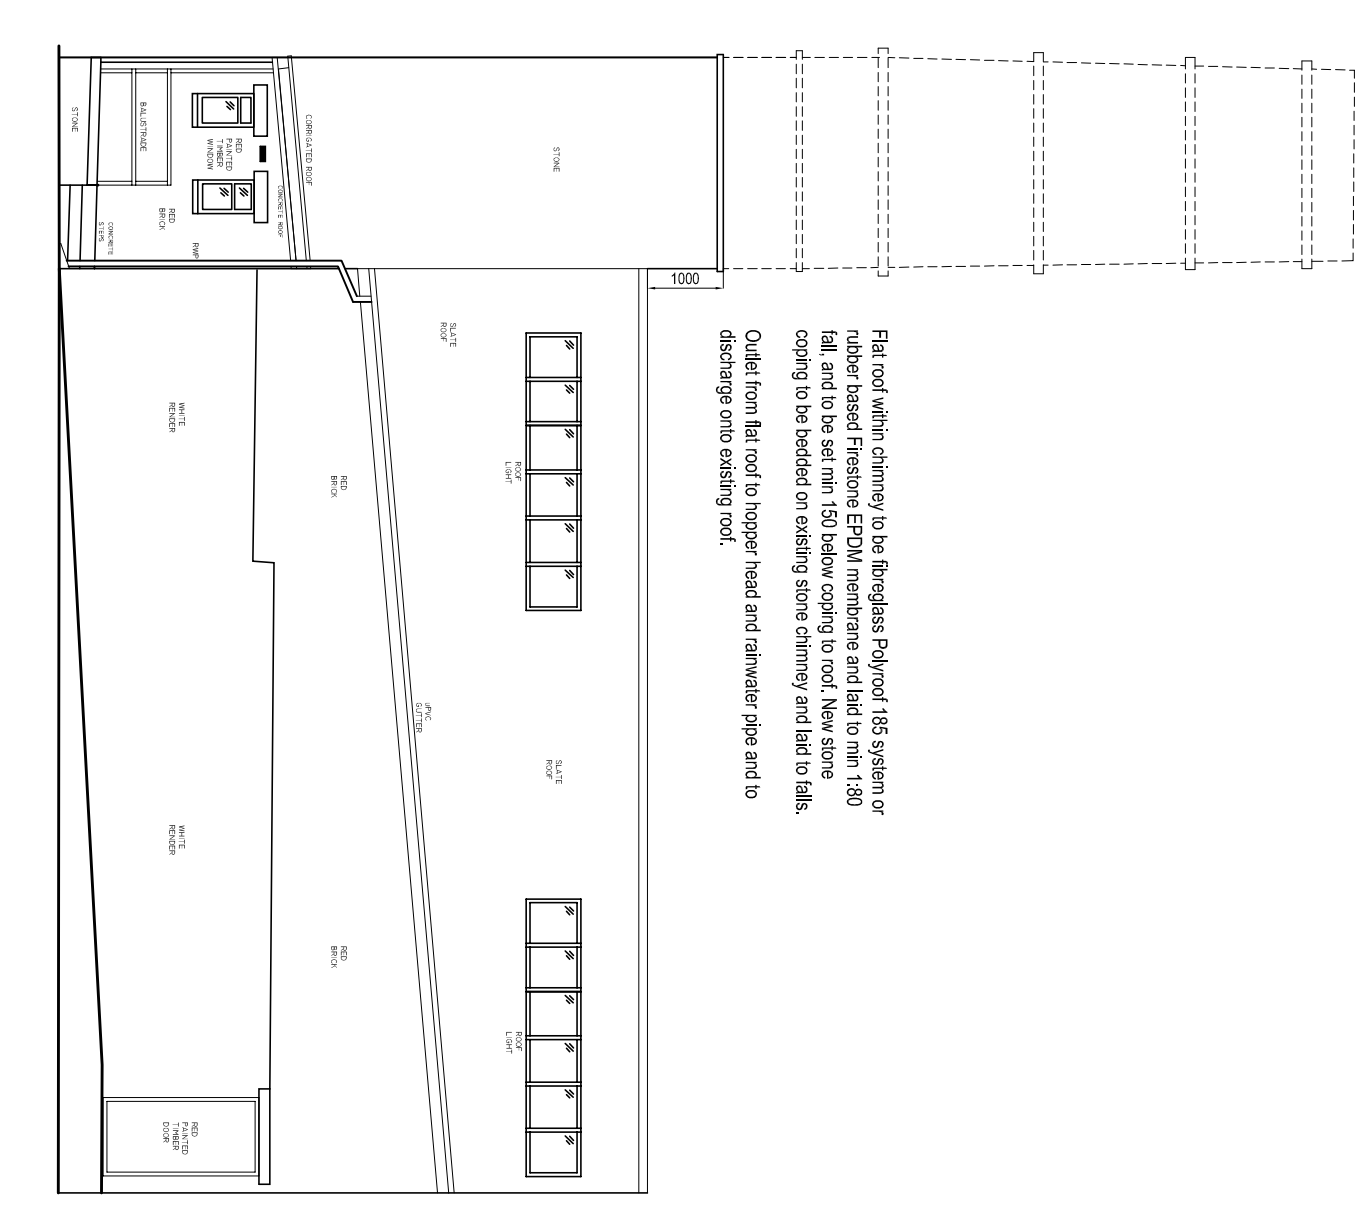 Flat roof within chimney to be fibreglass Polyroof 185 system or
rubber based Firestone EPDM membrane and laid to min 1:80
fall, and to be set min 150 below coping to roof. New stone
coping to be bedded on existing stone chimney and laid to falls.
Outlet from flat roof to hopper head and rainwater pipe and to
discharge onto existing roof.
1000
STONE
CORRIGATED ROOF
CONCRETE ROOF
RED
PAINTED
TIMBER
WINDOW
BALUSTRADE
STONE
RED
BRICK
RWP
CONCRETE
STEPS
SLATE
ROOF
ROOF
LIGHT
SLATE
ROOF
ROOF
LIGHT
uPVC
GUTTER
RED
BRICK
RED
BRICK
WHITE
RENDER
WHITE
RENDER
RED
PAINTED
TIMBER
DOOR